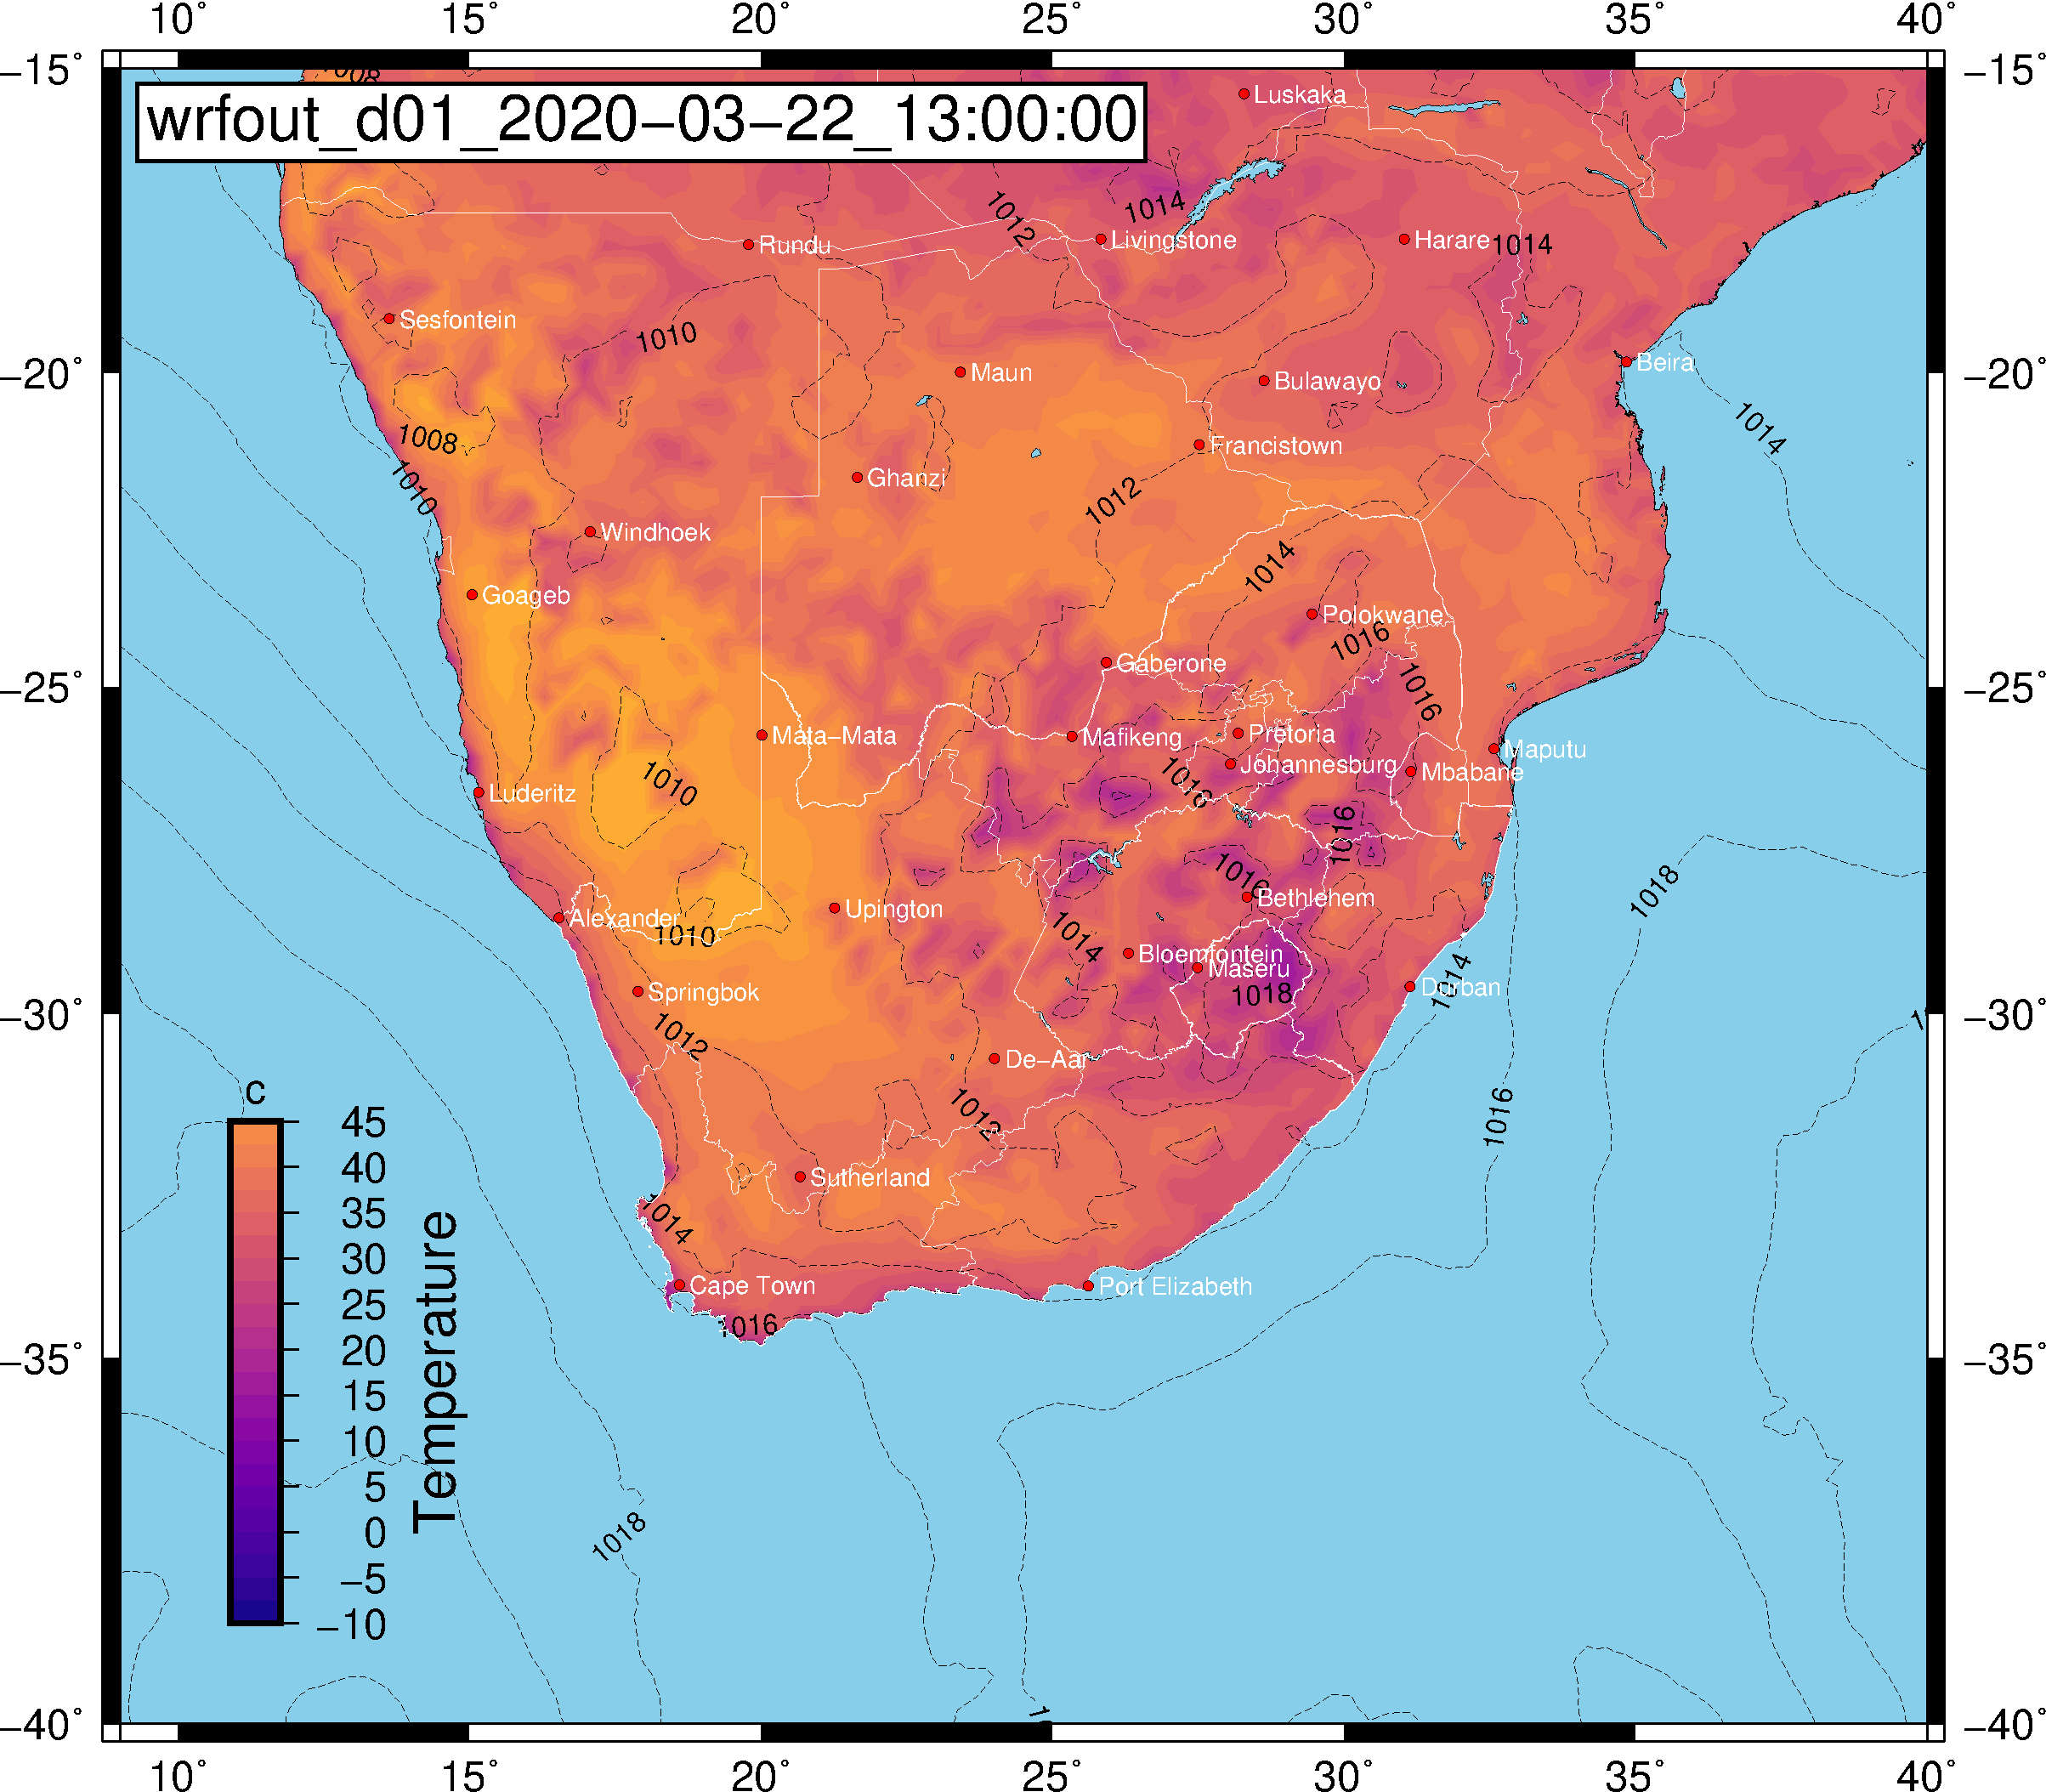 10° 15° 20° 25° 30° 35° 40°
−15° −15°
1008
wrfout_d01_2020−03−22_13:00:00
Luskaka
1014
1012
Rundu
Livingstone
Harare
1014
Sesfontein
1010
−20° −20°
Maun
Bulawayo
Beira
1014
1008
Francistown
1010
Ghanzi
1012
Windhoek
1014
Goageb
Polokwane
1016
Gaberone
1016
−25° −25°
Mata−Mata
Mafikeng
Pretoria
Johannesburg
Mbabane
Maputu
1010
1016
Luderitz
1016
1016
1018
Bethlehem
Alexander
Upington
1010
1014
Bloemfontein
Maseru
1018
1014
Durban
Springbok
−30° −30°
1012
De−Aar
1012
1016
c
45
40
35
30
25
20
15
10
5
0
−5
−10
Temperature
Sutherland
1014
Cape Town
Port Elizabeth
1016
−35° −35°
1018
−40° −40°
10° 15° 20° 25° 30° 35° 40°